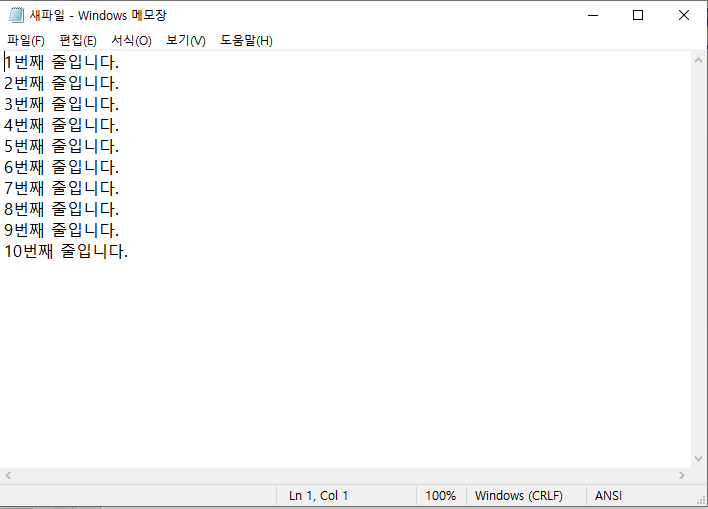 새파일 - Windows 메모장
파일(F) 편집(E) 서식(O) 보기(V) 도움말(H)
1번째 줄입니다.
2번째 줄입니다.
3번째 줄입니다.
4번째 줄입니다.
5번째 줄입니다.
6번째 줄입니다.
7번째 줄입니다.
8번째 줄입니다.
9번째 줄입니다.
10번째 줄입니다.
Ln 1, Col 1 100% Windows (CRLF) ANSI